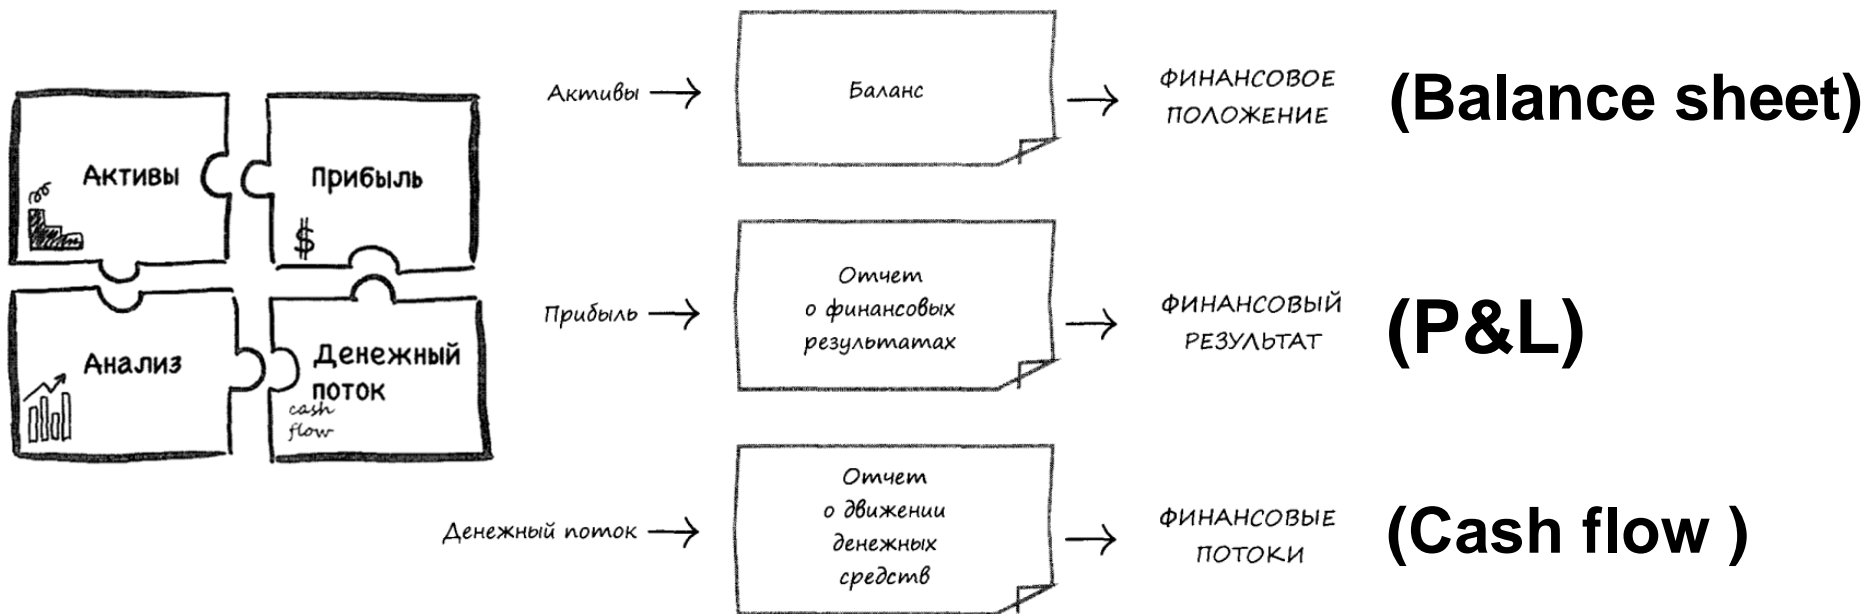 Активы
Прибыль
$
Анализ
Денежный
поток
cash
flow
Активы
Баланс
ФИНАНСОВОЕ
ПОЛОЖЕНИЕ
(Balance sheet)
Прибыль
Отчет
о финансовых
результатах
ФИНАНСОВЫЙ
РЕЗУЛЬТАТ
(P&L)
Денежный поток
Отчет
о движении
денежных
средств
ФИНАНСОВЫЕ
ПОТОКИ
(Cash flow )